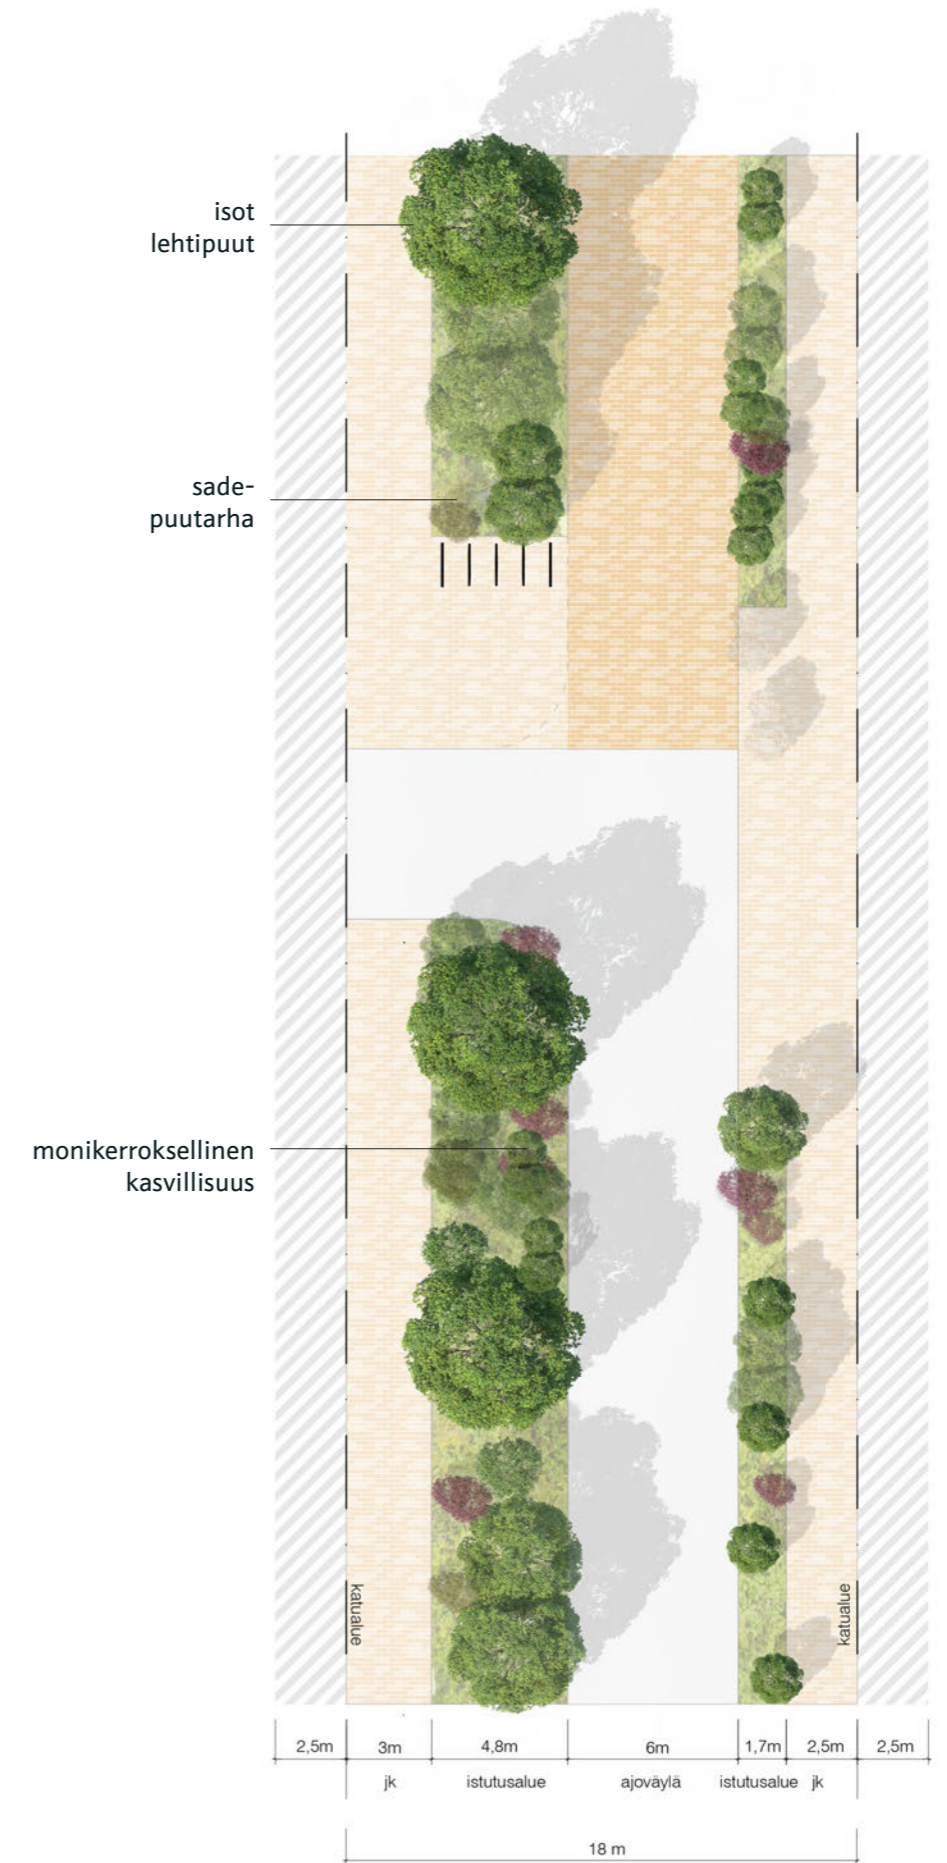 isot
lehtipuut
sade-
puutarha
monikerroksellinen
kasvillisuus
katualue
katualue
2,5m 3m 4,8m 6m 1,7m 2,5m 2,5m
jk istutusalue ajoväylä istutusalue jk
18 m